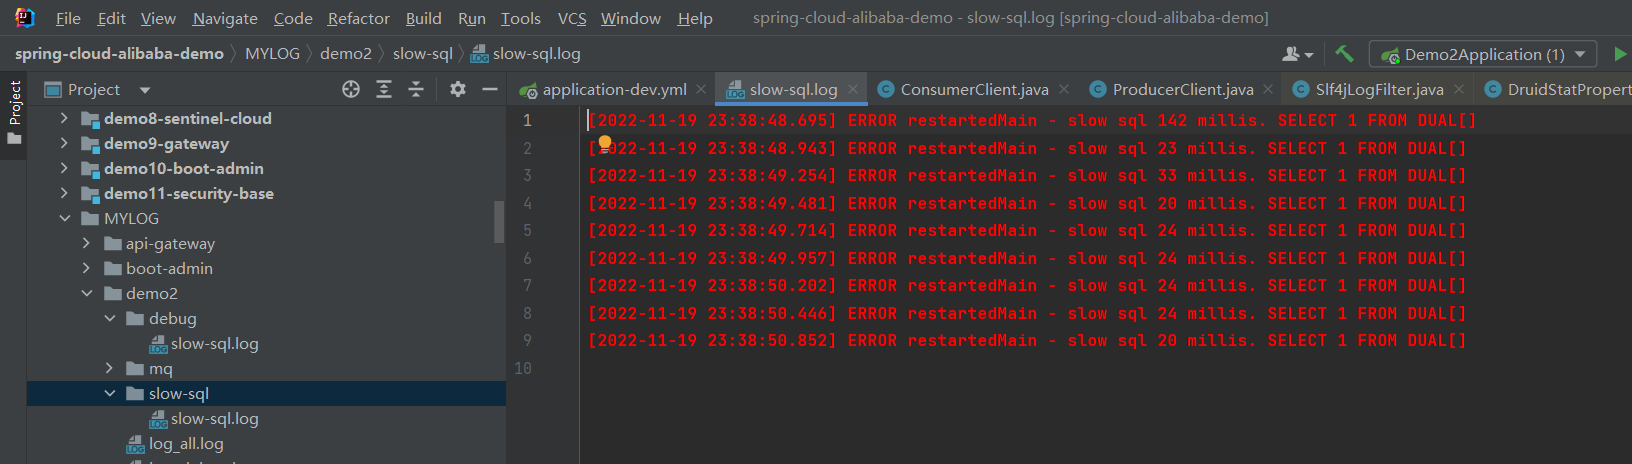 File Edit View Navigate Code Refactor Build Run Tools VCS Window Help spring-cloud-alibaba-demo - slow-sql.log [spring-cloud-alibaba-demo]
spring-cloud-alibaba-demo MYLOG demo2 slow-sql slow-sql.log Demo2Application (1)
Project
Project
application-dev.yml slow-sql.log ConsumerClient.java ProducerClient.java Slf4jLogFilter.java DruidStatPropert
demo8-sentinel-cloud
demo9-gateway
demo10-boot-admin
demo11-security-base
MYLOG
api-gateway
boot-admin
demo2
debug
slow-sql.log
mq
slow-sql
slow-sql.log
log_all.log
1 [2022-11-19 23:38:48.695] ERROR restartedMain - slow sql 142 millis. SELECT 1 FROM DUAL[]
2 [2022-11-19 23:38:48.943] ERROR restartedMain - slow sql 23 millis. SELECT 1 FROM DUAL[]
3 [2022-11-19 23:38:49.254] ERROR restartedMain - slow sql 33 millis. SELECT 1 FROM DUAL[]
4 [2022-11-19 23:38:49.481] ERROR restartedMain - slow sql 20 millis. SELECT 1 FROM DUAL[]
5 [2022-11-19 23:38:49.714] ERROR restartedMain - slow sql 24 millis. SELECT 1 FROM DUAL[]
6 [2022-11-19 23:38:49.957] ERROR restartedMain - slow sql 24 millis. SELECT 1 FROM DUAL[]
7 [2022-11-19 23:38:50.202] ERROR restartedMain - slow sql 24 millis. SELECT 1 FROM DUAL[]
8 [2022-11-19 23:38:50.446] ERROR restartedMain - slow sql 24 millis. SELECT 1 FROM DUAL[]
9 [2022-11-19 23:38:50.852] ERROR restartedMain - slow sql 20 millis. SELECT 1 FROM DUAL[]
10